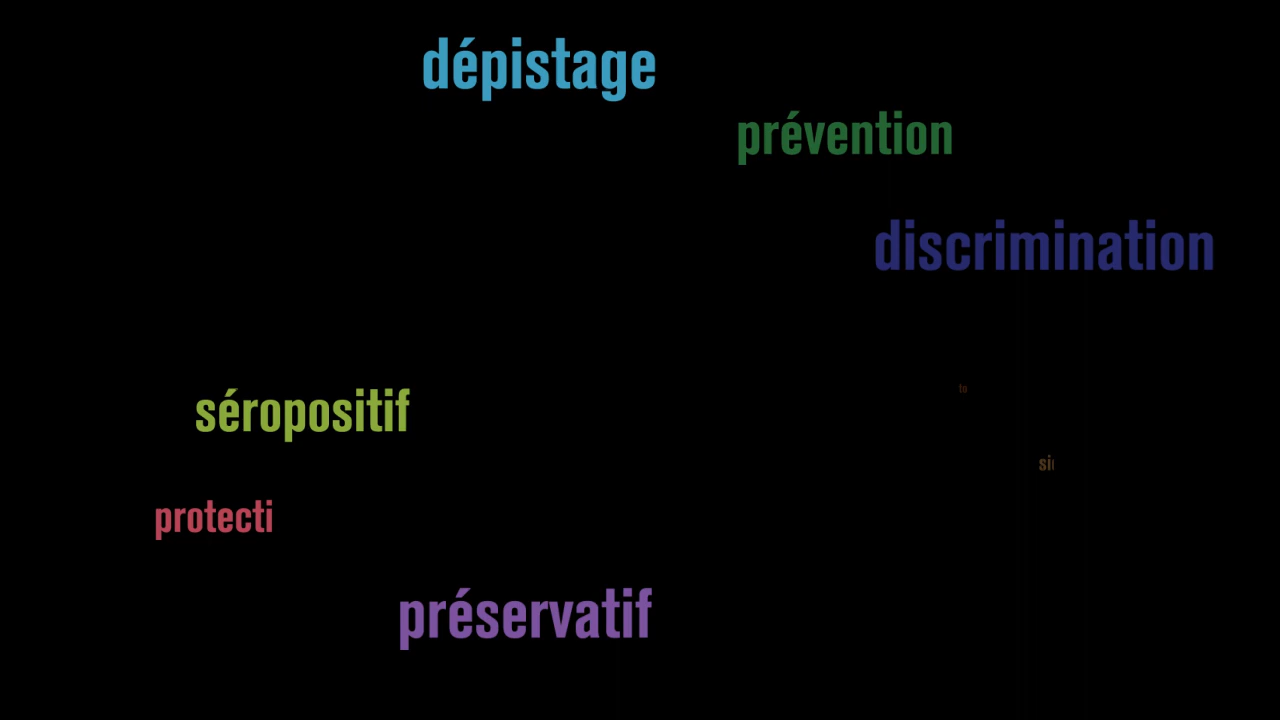 dépistage
prévention
discrimination
séropositif
protecti
préservatif